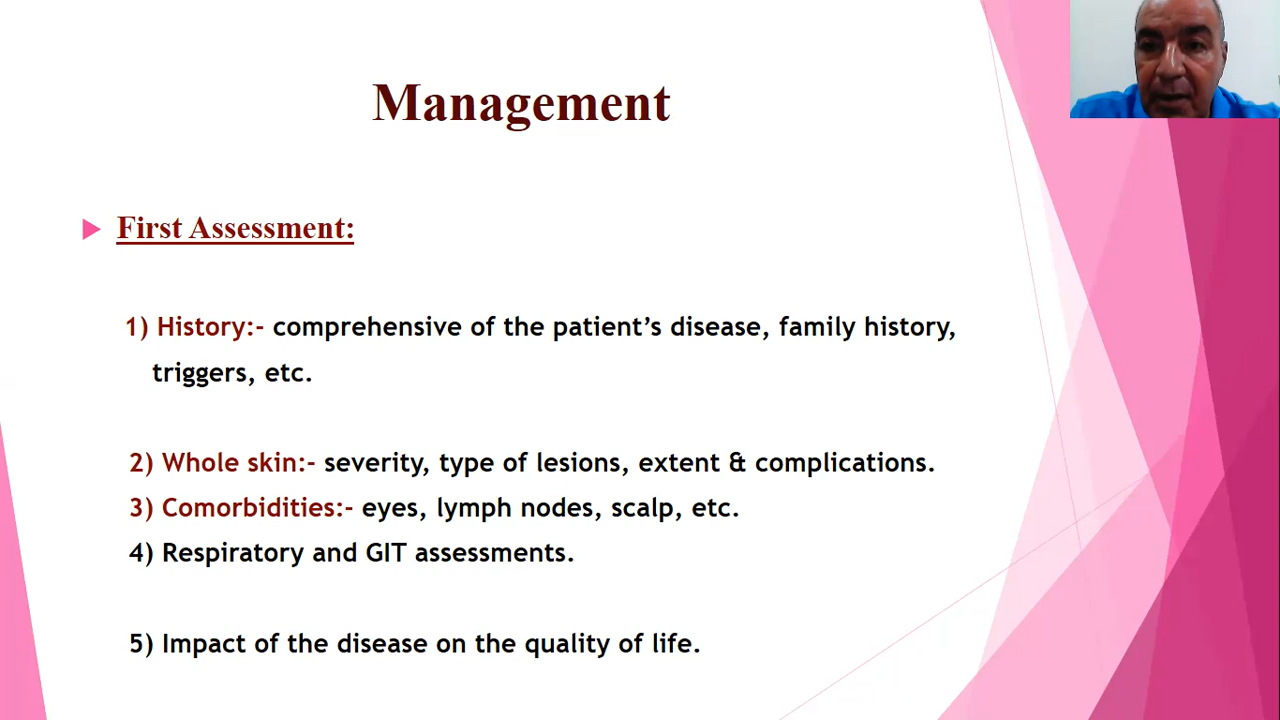 Management
First Assessment:
1) History:- comprehensive of the patient’s disease, family history,
triggers, etc.
2) Whole skin:- severity, type of lesions, extent & complications.
3) Comorbidities:- eyes, lymph nodes, scalp, etc.
4) Respiratory and GIT assessments.
5) Impact of the disease on the quality of life.